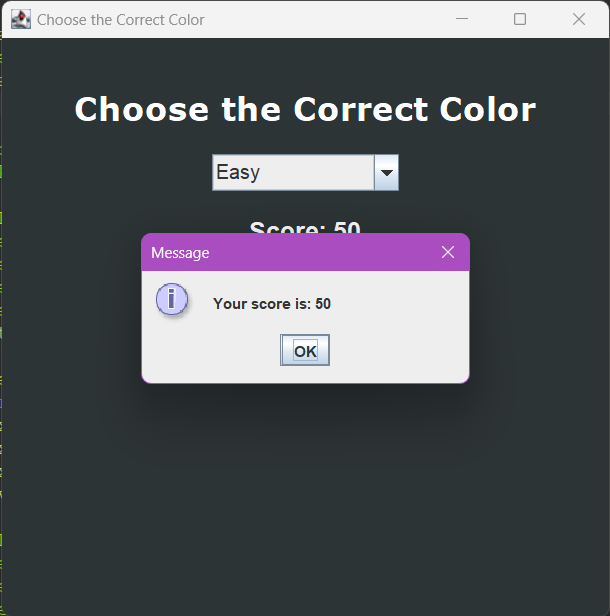 Choose the Correct Color
Choose the Correct Color
Easy
Score: 50
Message
i
Your score is: 50
OK